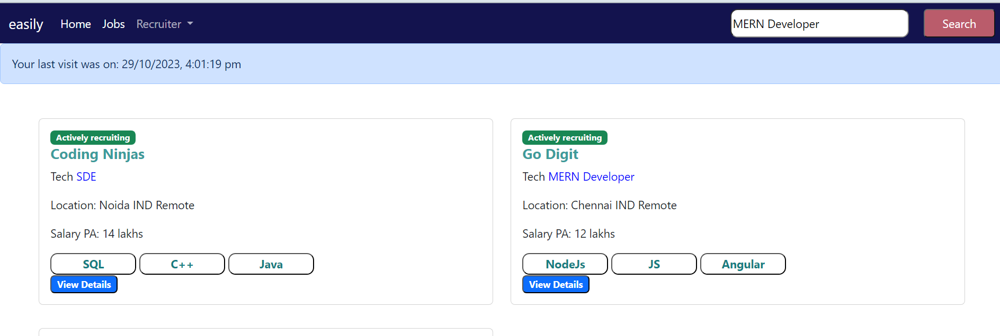 easily Home Jobs Recruiter MERN Developer Search
Your last visit was on: 29/10/2023, 4:01:19 pm
Actively recruiting
Coding Ninjas
Tech SDE
Location: Noida IND Remote
Salary PA: 14 lakhs
SQL C++ Java
View Details
Actively recruiting
Go Digit
Tech MERN Developer
Location: Chennai IND Remote
Salary PA: 12 lakhs
NodeJs JS Angular
View Details